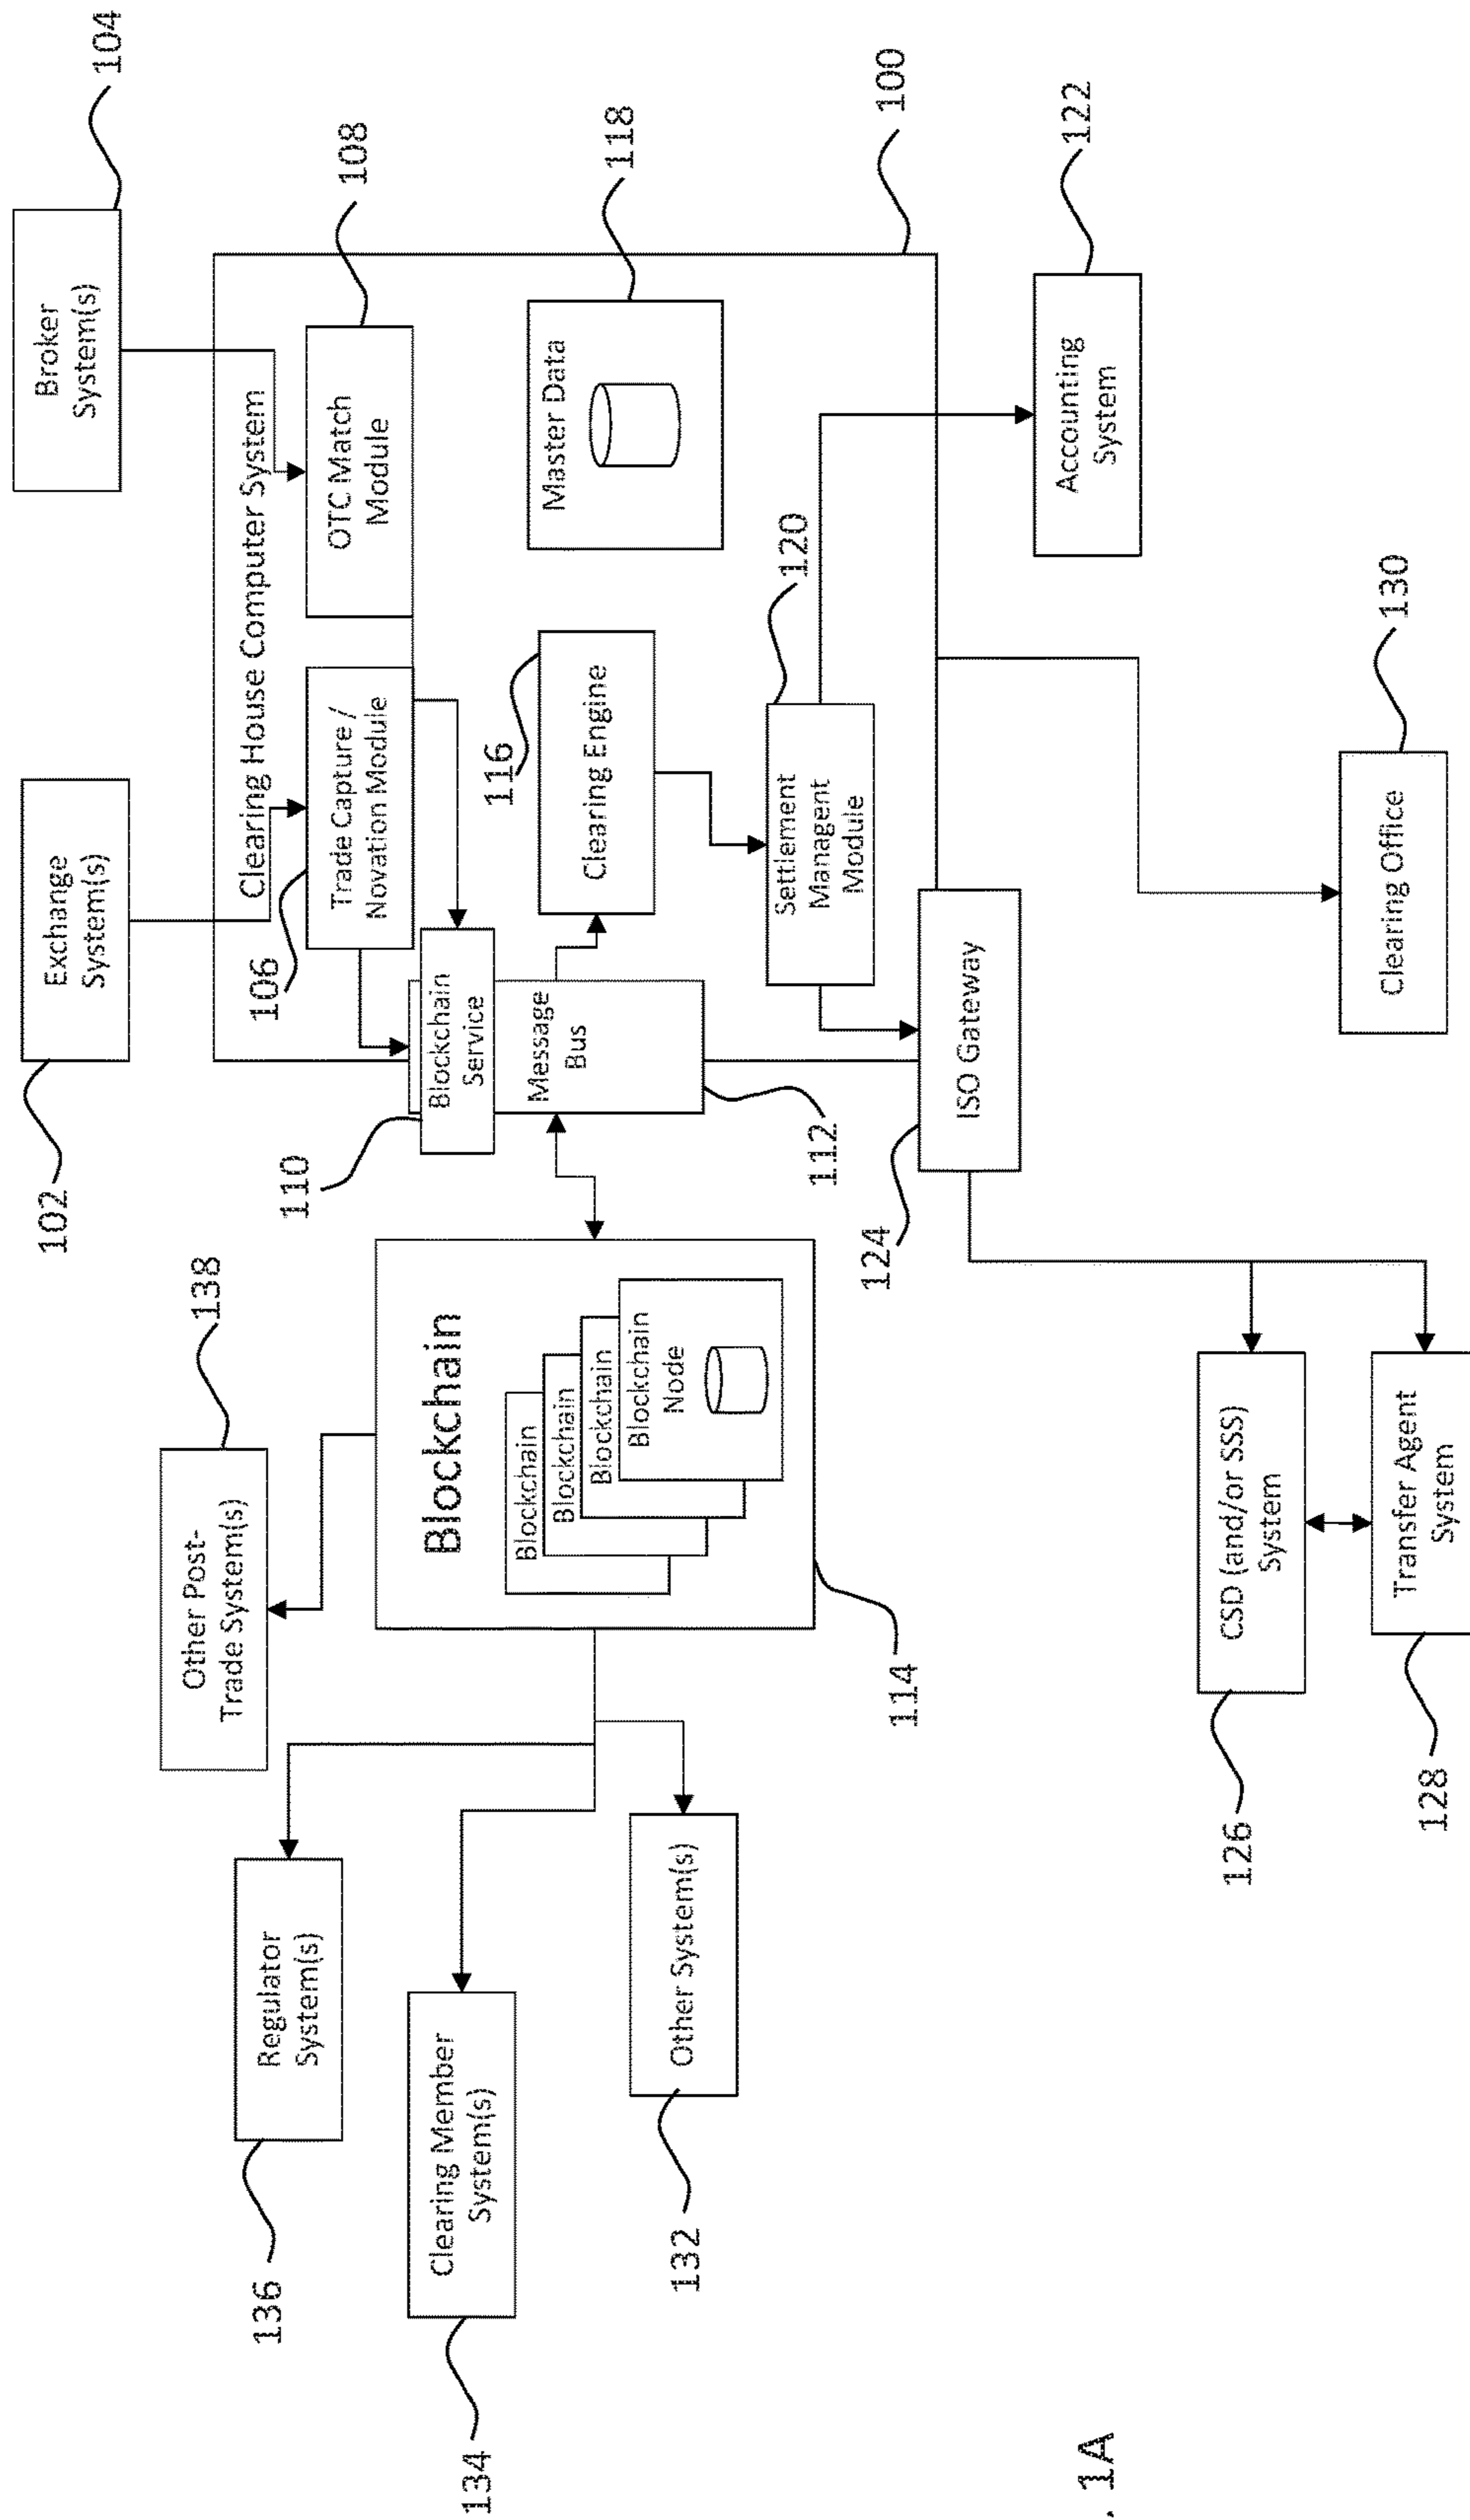 Exchange
System(s)
102
Broker
System(s)
104
Clearing House Computer System
100
Trade Capture /
Novation Module
106
OTC Match
Module
108
Blockchain
Service
110
Message
Bus
112
Clearing Engine
116
Master Data
118
Settlement
Managent
Module
120
Accounting
System
122
ISO Gateway
124
Clearing Office
130
Other Post-
Trade System(s)
138
Blockchain
Blockchain
Blockchain
Blockchain
Blockchain
Node
114
Regulator
System(s)
136
Clearing Member
System(s)
134
Other System(s)
132
CSD (and/or SSS)
System
126
Transfer Agent
System
128
. 1A